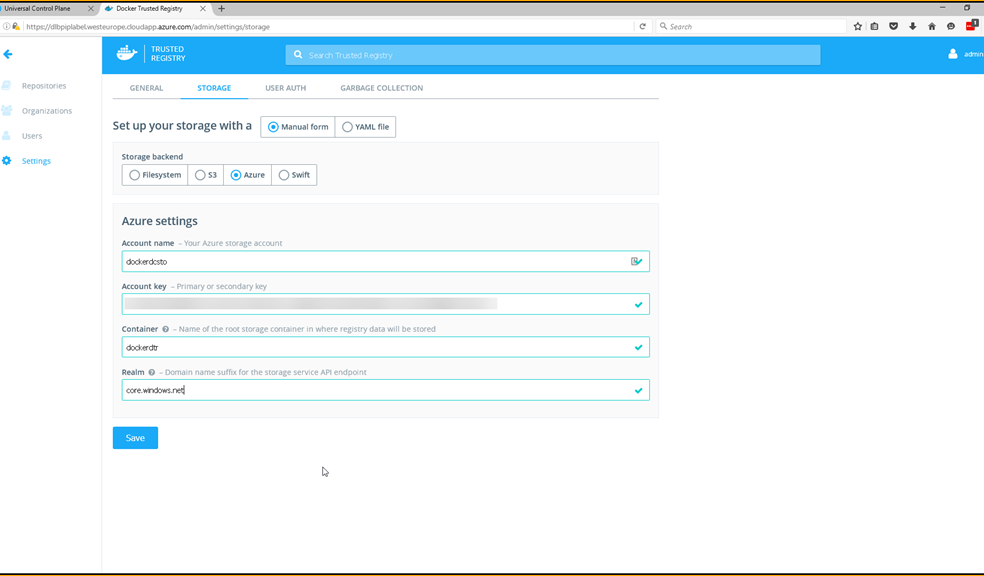 Universal Control Plane
Docker Trusted Registry
https://dlbpiplabel.westeurope.cloudapp.azure.com/admin/settings/storage
Search
1
TRUSTED
REGISTRY
Search Trusted Registry
admin
Repositories
Organizations
Users
Settings
GENERAL STORAGE USER AUTH GARBAGE COLLECTION
Set up your storage with a Manual form YAML file
Storage backend
Filesystem S3 Azure Swift
Azure settings
Account name – Your Azure storage account
dockerdcsto
Account key – Primary or secondary key
Container ? – Name of the root storage container in where registry data will be stored
dockerdtr
Realm ? – Domain name suffix for the storage service API endpoint
core.windows.net
Save